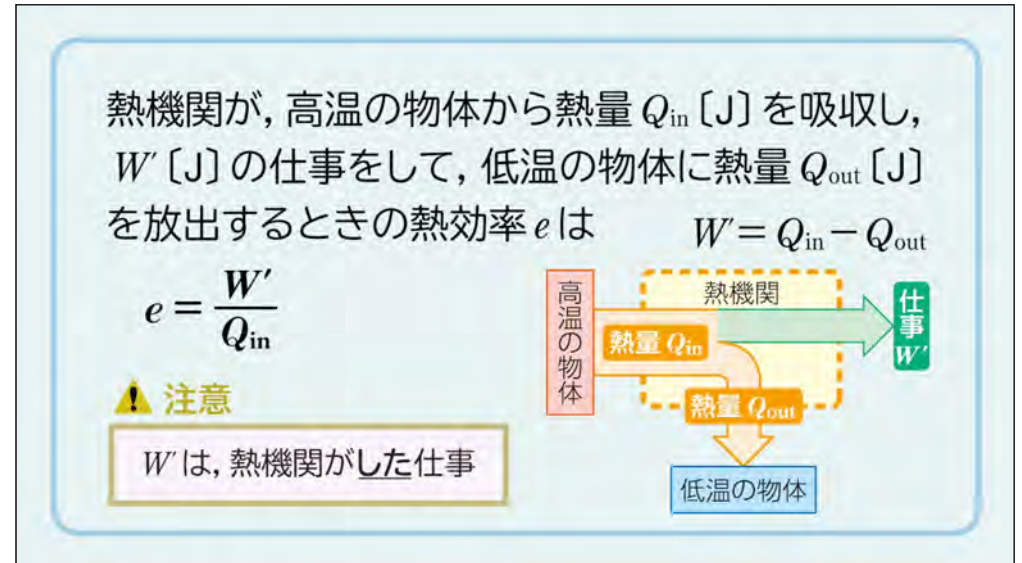 熱機関が，高温の物体から熱量 Qin〔J〕を吸収し，
W′〔J〕の仕事をして，低温の物体に熱量 Qout〔J〕
を放出するときの熱効率 e は
W′＝Qin－Qout
e＝W′/Qin
注意
W′は，熱機関がした仕事
高温の物体
熱機関
熱量 Qin
仕事 W′
熱量 Qout
低温の物体